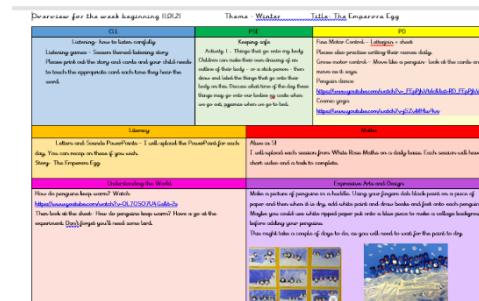 Overview for the week beginning 11.01.21 Theme - Winter Title: The Emperors Egg
CLL
Listening- how to listen carefully
Listening games - Season themed listening story
Please print out the story and cards and your child needs
to touch the appropriate card each time they hear the
word.
PSE
Keeping safe
Activity 1 - Things that go onto my body
Children can make their own drawing of an
outline of their body - or a stick person - then
draw and label the things that go onto their
body on this. Discuss what time of the day these
things may go onto our bodies eg coats when
we go out, pyjamas when we go to bed.
PD
Fine Motor Control - + sheet
Please also practise writing their names daily.
Gross motor control - Move like a penguin- look at the cards an
move as it says
Penguin dance
Cosmic yoga
Literacy
Letters and Sounds PowerPoints - I will upload the PowerPoint for each
day. You can recap on these if you wish.
Story- The Emperors Egg
Maths
Alive in 5!
I will upload each session from White Rose Maths on a daily basis. Each session will have
short video and a task to complete.
Understanding the World
How do penguins keep warm? Watch:
Then look at the sheet- How do penguins keep warm? Have a go at the
experiment. Don't forget you'll need some lard.
Expressive Arts and Design
Make a picture of penguins in a huddle. Using your fingers dab black paint on a piece of
paper and then when it is dry, add white paint and draw beaks and feet onto each penguin
Maybe you could use white ripped paper put onto a blue piece to make a collage backgroun
before adding your penguins.
This might take a couple of days to do, as you will need to wait for the paint to dry.